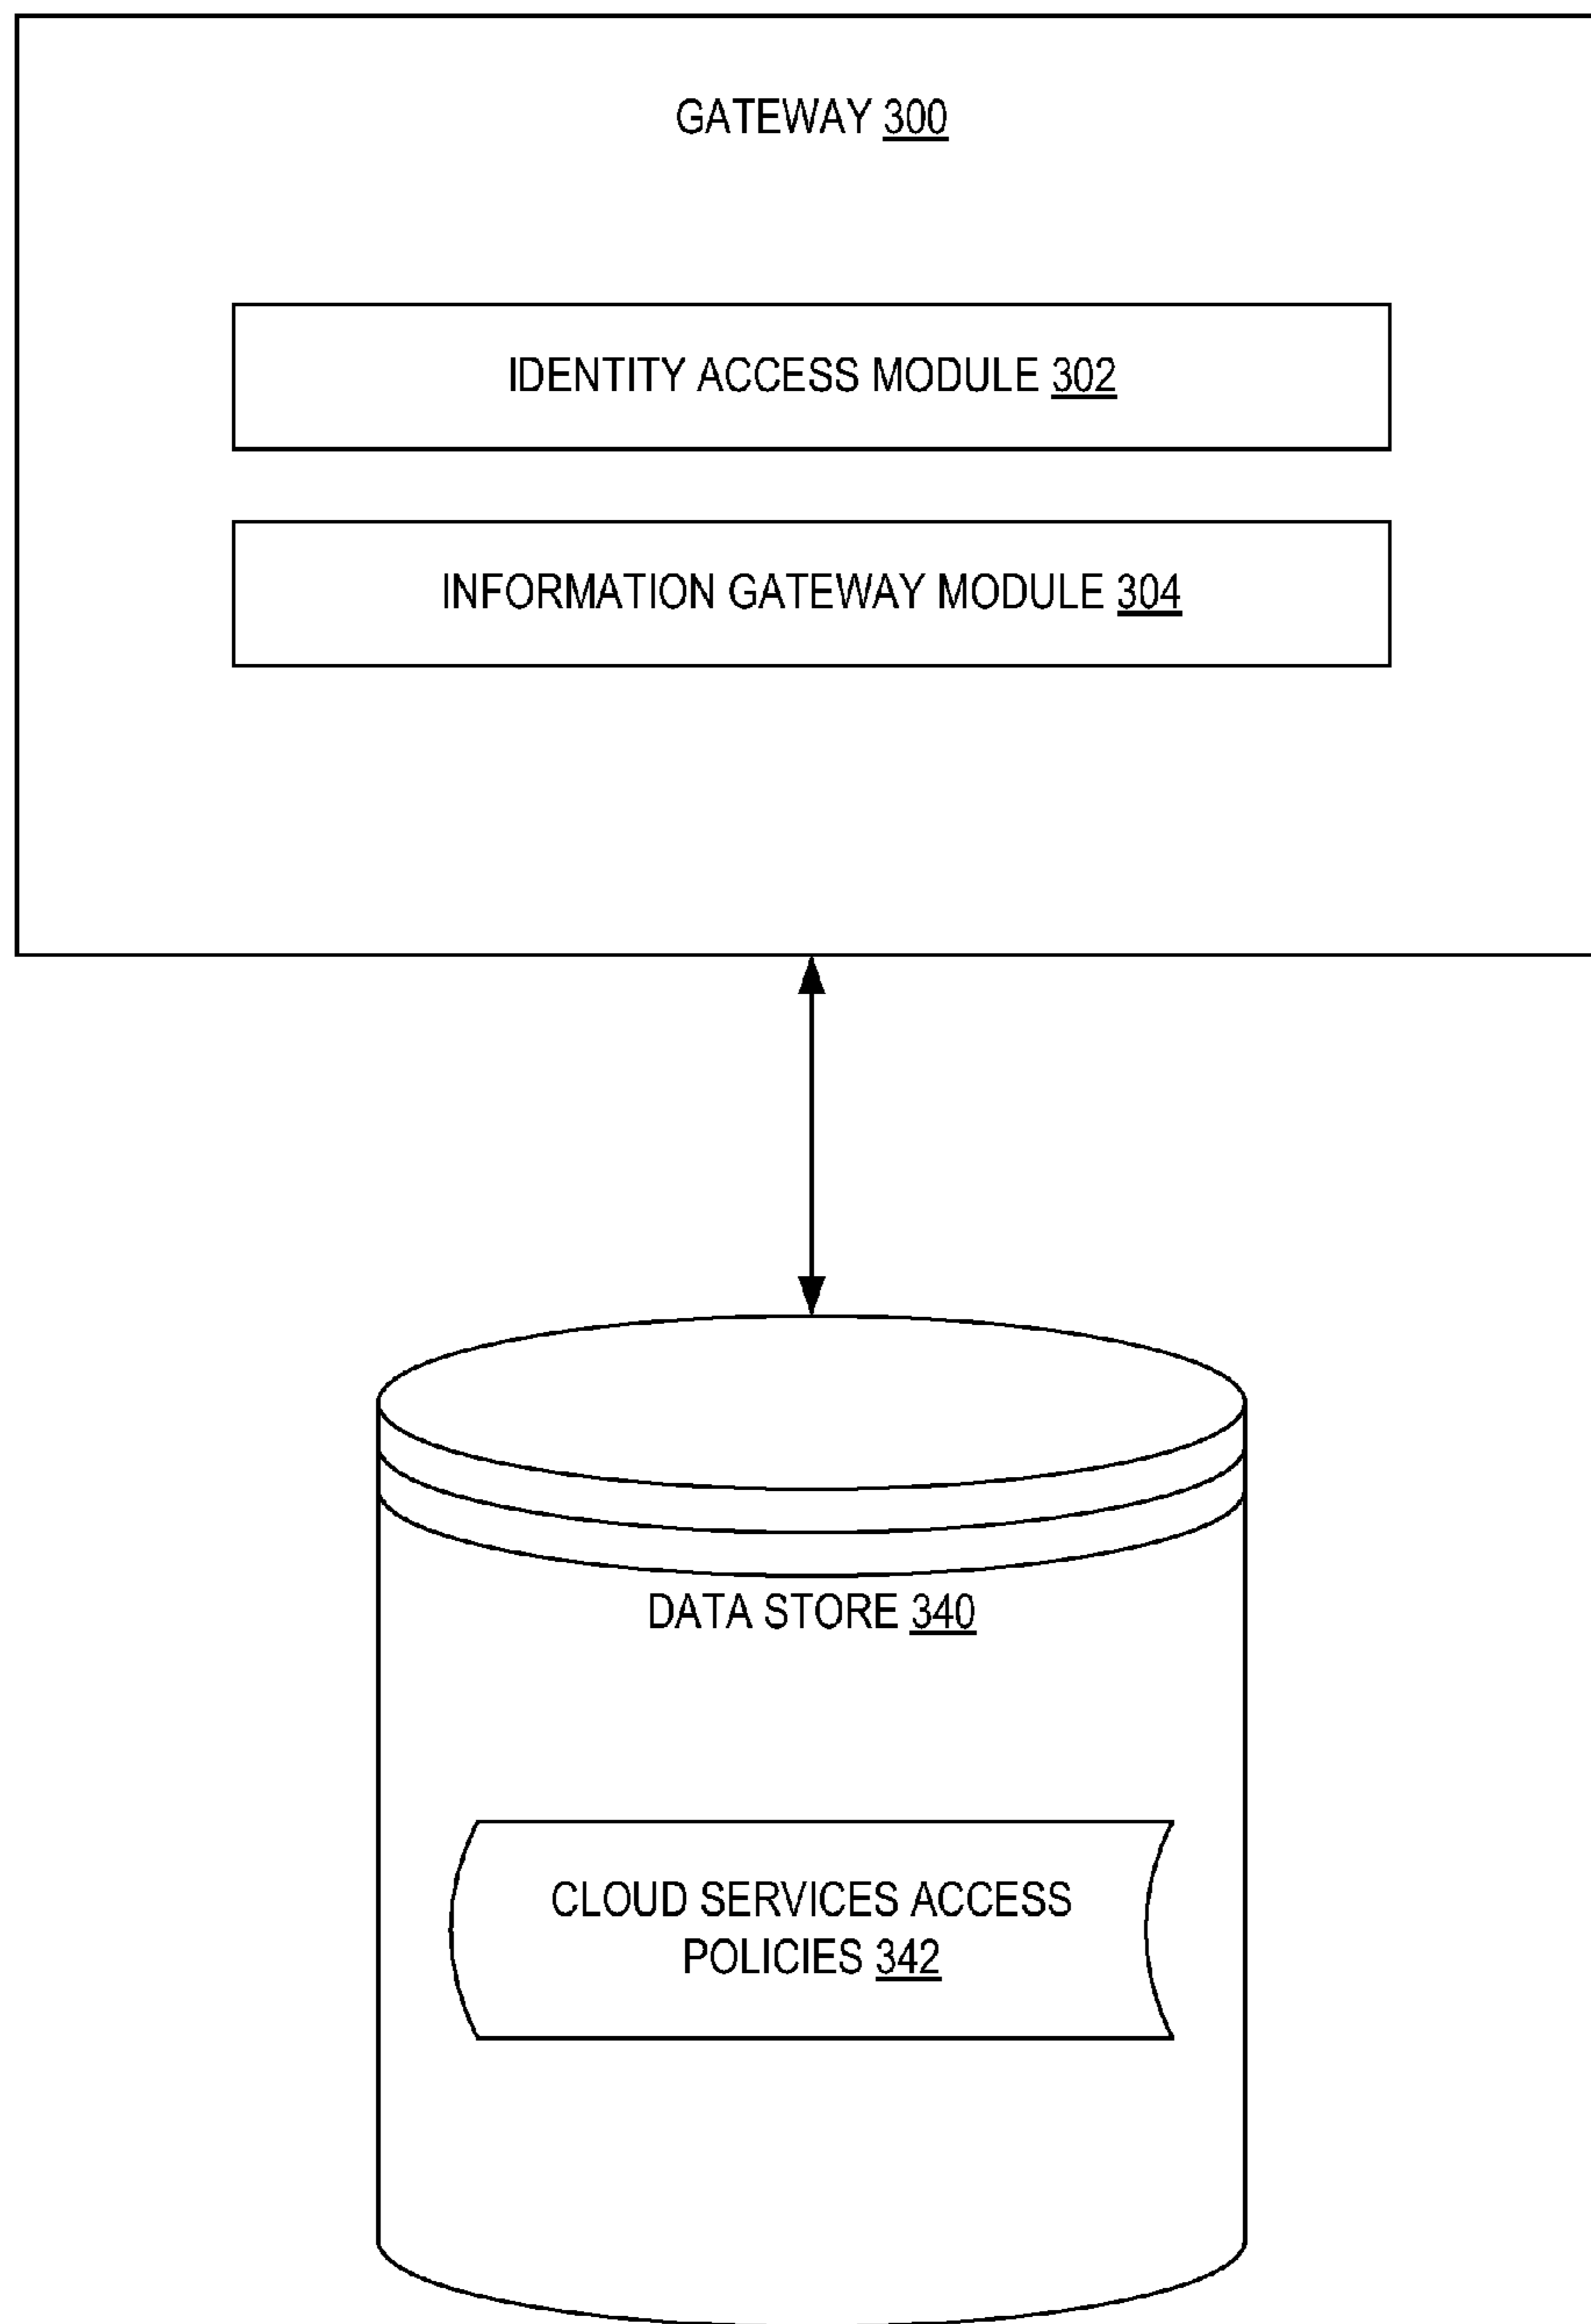 GATEWAY 300
IDENTITY ACCESS MODULE 302
INFORMATION GATEWAY MODULE 304
DATA STORE 340
CLOUD SERVICES ACCESS
POLICIES 342